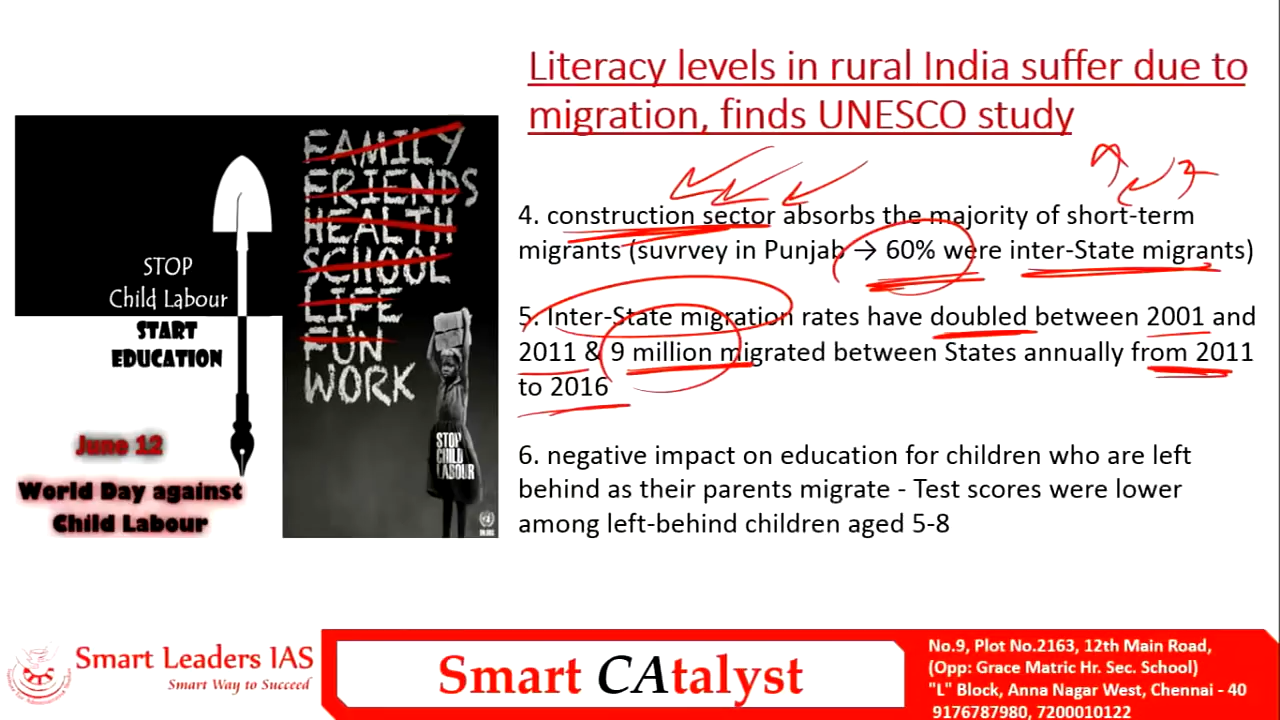 Literacy levels in rural India suffer due to
migration, finds UNESCO study
4. construction sector absorbs the majority of short-term
migrants (suvrvey in Punjab → 60% were inter-State migrants)
5. Inter-State migration rates have doubled between 2001 and
2011 & 9 million migrated between States annually from 2011
to 2016
6. negative impact on education for children who are left
behind as their parents migrate - Test scores were lower
among left-behind children aged 5-8
STOP
Child Labour
START
EDUCATION
June 12
World Day against
Child Labour
FAMILY
FRIENDS
HEALTH
SCHOOL
LIFE
FUN
WORK
STOP
CHILD
LABOUR
Smart Leaders IAS
Smart Way to Succeed
Smart CAtalyst
No.9, Plot No.2163, 12th Main Road,
(Opp: Grace Matric Hr. Sec. School)
"L" Block, Anna Nagar West, Chennai - 40
9176787980, 7200010122